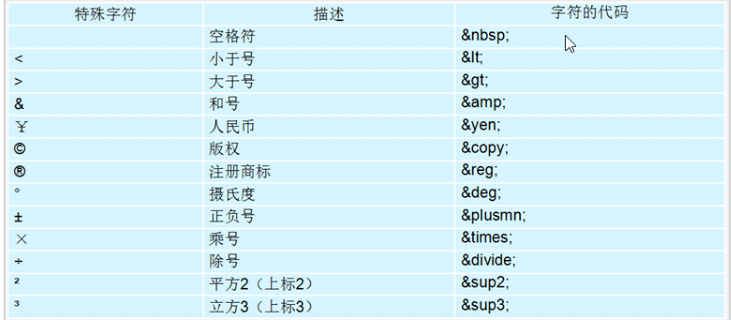 特殊字符 描述 字符的代码
空格符 &nbsp;
< 小于号 &lt;
> 大于号 &gt;
& 和号 &amp;
¥ 人民币 &yen;
© 版权 &copy;
® 注册商标 &reg;
° 摄氏度 &deg;
± 正负号 &plusmn;
× 乘号 &times;
÷ 除号 &divide;
² 平方2（上标2） &sup2;
³ 立方3（上标3） &sup3;